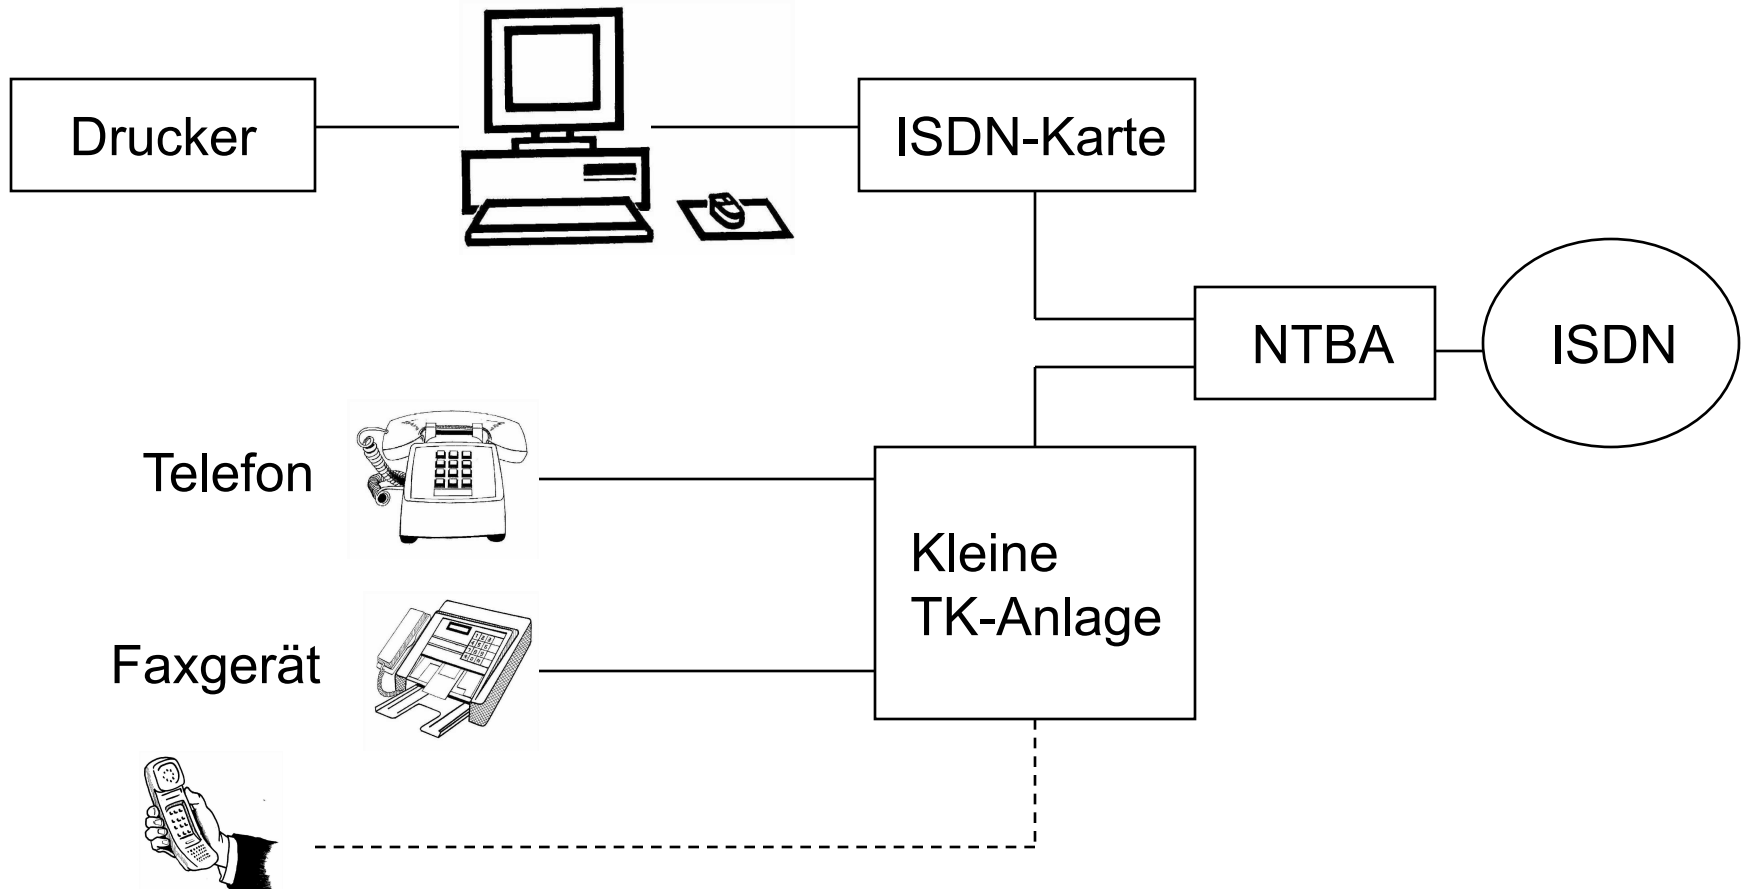 Drucker
ISDN-Karte
NTBA
ISDN
Telefon
Kleine
TK-Anlage
Faxgerät